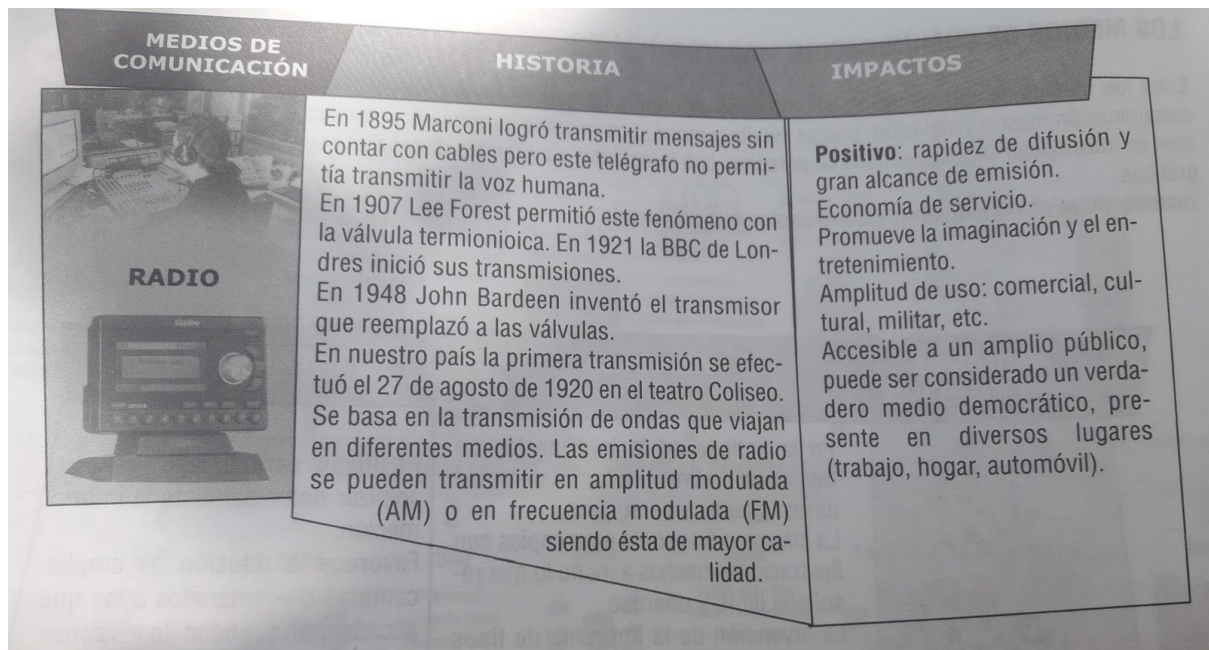 MEDIOS DE
COMUNICACIÓN
HISTORIA
IMPACTOS
RADIO
En 1895 Marconi logró transmitir mensajes sin
contar con cables pero este telégrafo no permi-
tía transmitir la voz humana.
En 1907 Lee Forest permitió este fenómeno con
la válvula termionioica. En 1921 la BBC de Lon-
dres inició sus transmisiones.
En 1948 John Bardeen inventó el transmisor
que reemplazó a las válvulas.
En nuestro país la primera transmisión se efec-
tuó el 27 de agosto de 1920 en el teatro Coliseo.
Se basa en la transmisión de ondas que viajan
en diferentes medios. Las emisiones de radio
se pueden transmitir en amplitud modulada
(AM) o en frecuencia modulada (FM)
siendo ésta de mayor ca-
lidad.
Positivo: rapidez de difusión y
gran alcance de emisión.
Economía de servicio.
Promueve la imaginación y el en-
tretenimiento.
Amplitud de uso: comercial, cul-
tural, militar, etc.
Accesible a un amplio público,
puede ser considerado un verda-
dero medio democrático, pre-
sente en diversos lugares
(trabajo, hogar, automóvil).